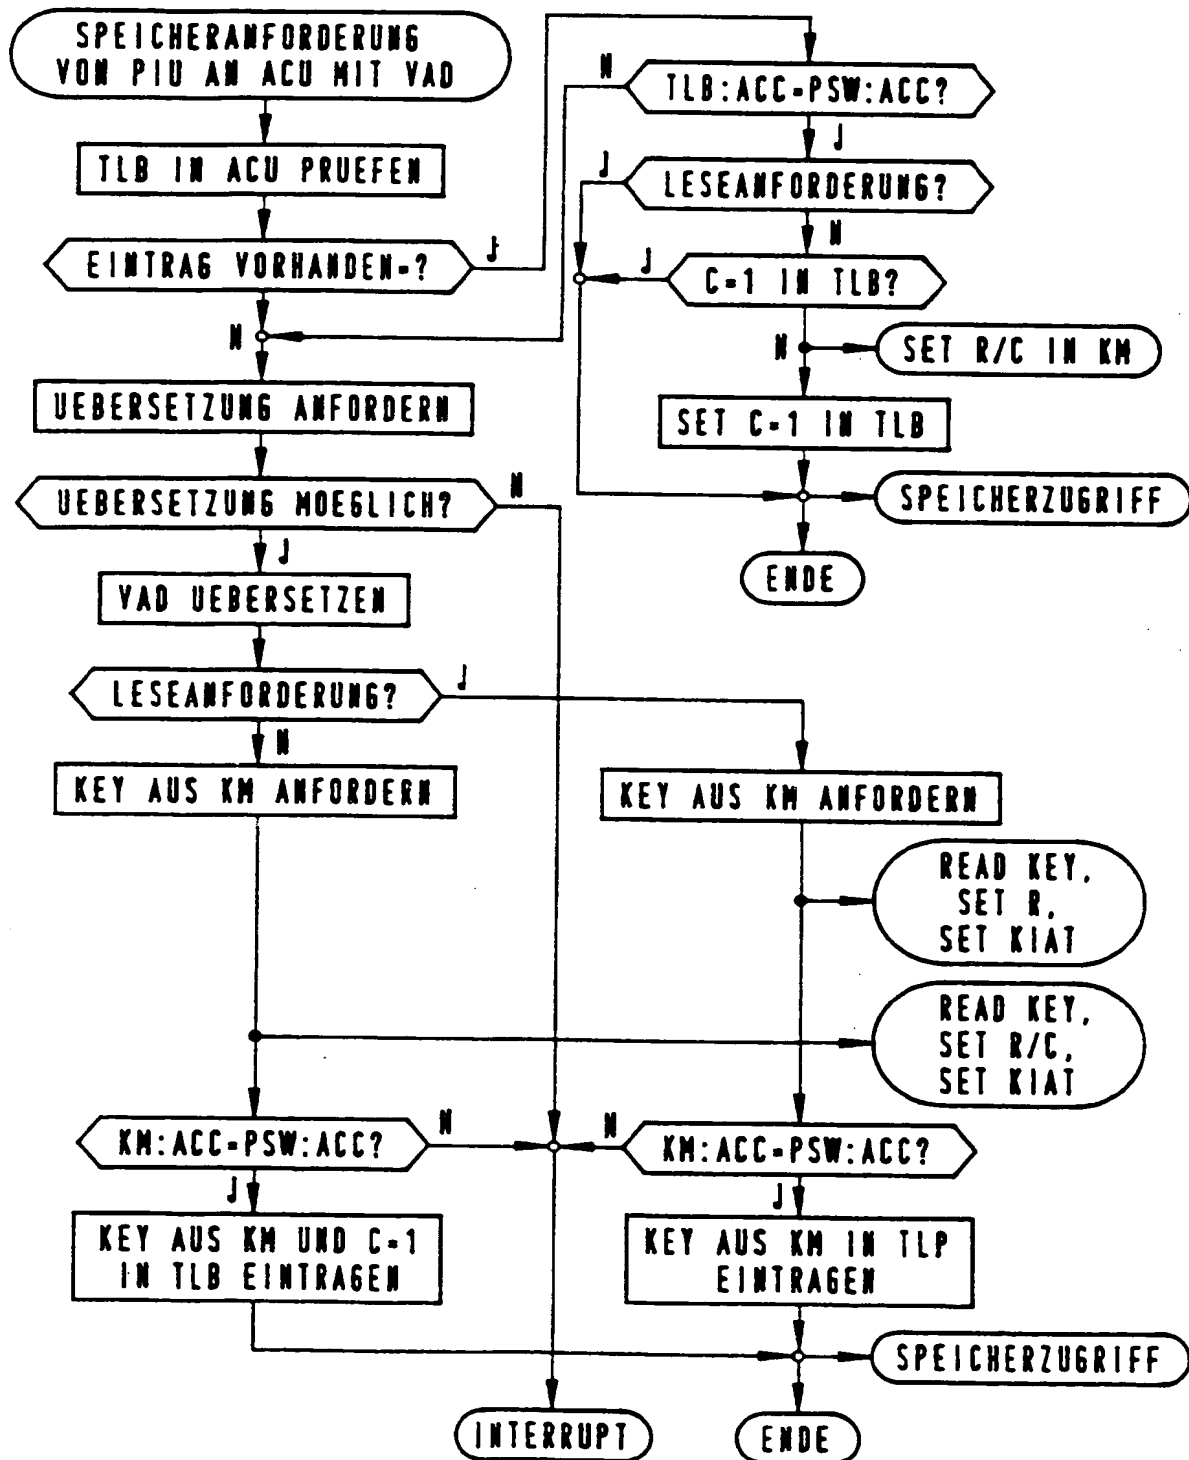 SPEICHERANFORDERUNG
VON PIU AN ACU MIT VAD
TLB IN ACU PRUEFEN
EINTRAG VORHANDEN=?
J
N
UEBERSETZUNG ANFORDERN
UEBERSETZUNG MOEGLICH?
N
J
VAD UEBERSETZEN
LESEANFORDERUNG?
J
N
KEY AUS KM ANFORDERN
KM:ACC=PSW:ACC?
N
J
KEY AUS KM UND C=1
IN TLB EINTRAGEN
INTERRUPT
N
TLB:ACC=PSW:ACC?
J
J
LESEANFORDERUNG?
N
J
C=1 IN TLB?
N
SET R/C IN KM
SET C=1 IN TLB
SPEICHERZUGRIFF
ENDE
KEY AUS KM ANFORDERN
READ KEY,
SET R,
SET KIAT
READ KEY,
SET R/C,
SET KIAT
N
KM:ACC=PSW:ACC?
J
KEY AUS KM IN TLP
EINTRAGEN
SPEICHERZUGRIFF
ENDE